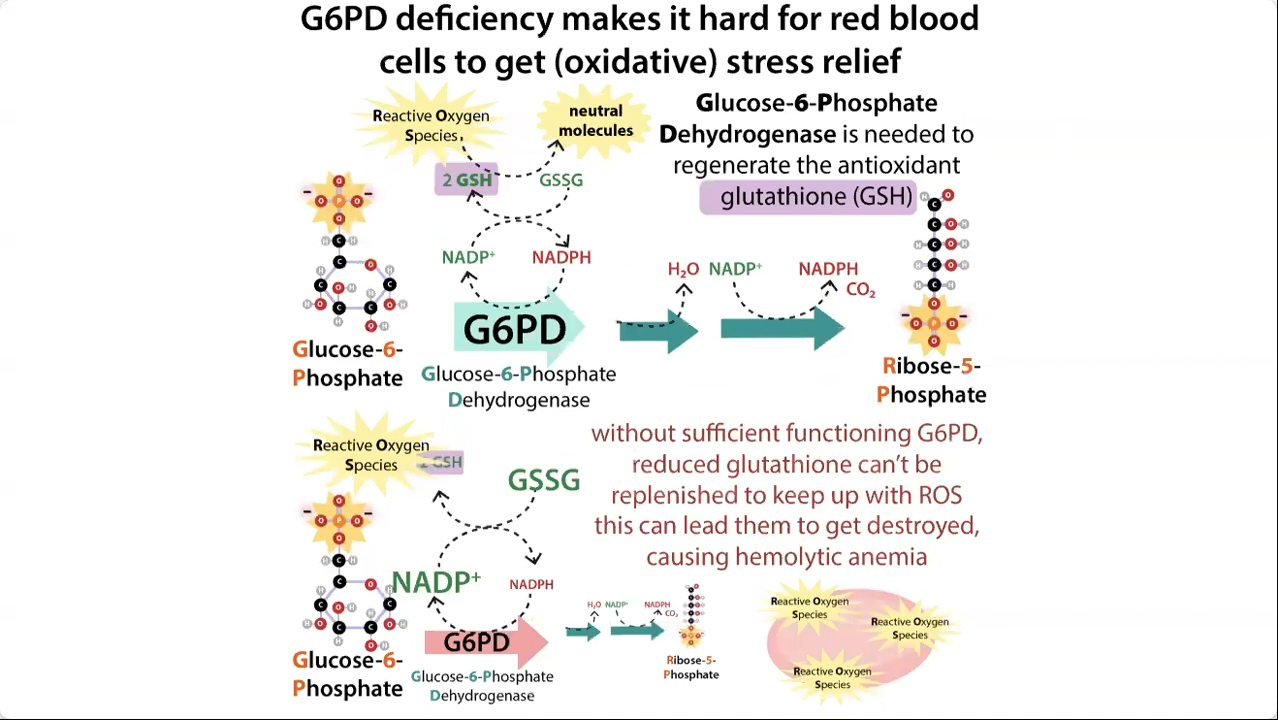 G6PD deficiency makes it hard for red blood
cells to get (oxidative) stress relief
Reactive Oxygen
Species
neutral
molecules
Glucose-6-Phosphate
Dehydrogenase is needed to
regenerate the antioxidant
glutathione (GSH)
2 GSH
GSSG
NADP⁺
NADPH
G6PD
Glucose-6-Phosphate
Dehydrogenase
H₂O
NADP⁺
NADPH
CO₂
Glucose-6-
Phosphate
Ribose-5-
Phosphate
Reactive Oxygen
Species
2 GSH
GSSG
without sufficient functioning G6PD,
reduced glutathione can't be
replenished to keep up with ROS
this can lead them to get destroyed,
causing hemolytic anemia
NADP⁺
NADPH
G6PD
Glucose-6-Phosphate
Dehydrogenase
H₂O
NADP⁺
NADPH
CO₂
Glucose-6-
Phosphate
Ribose-5-
Phosphate
Reactive Oxygen
Species
Reactive Oxygen
Species
Reactive Oxygen
Species